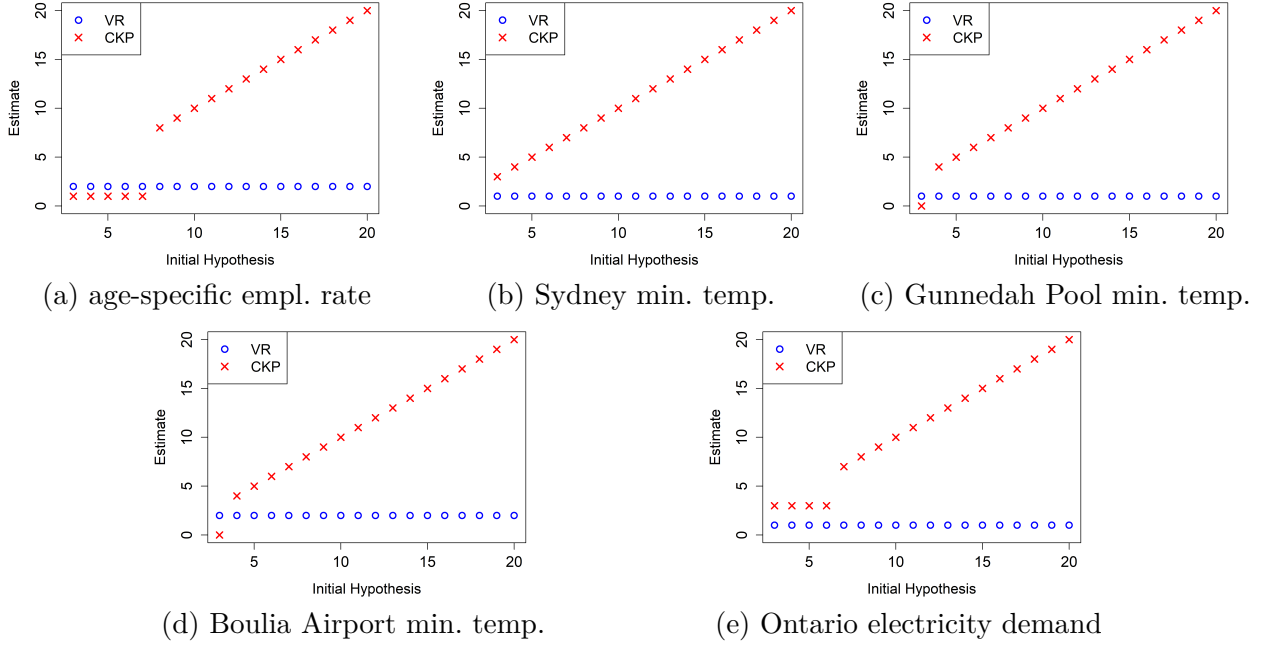 VR
CKP
Estimate
20
15
10
5
0
5
10
15
20
Initial Hypothesis
(a) age-specific empl. rate
VR
CKP
Estimate
20
15
10
5
0
5
10
15
20
Initial Hypothesis
(b) Sydney min. temp.
VR
CKP
Estimate
20
15
10
5
0
5
10
15
20
Initial Hypothesis
(c) Gunnedah Pool min. temp.
VR
CKP
Estimate
20
15
10
5
0
5
10
15
20
Initial Hypothesis
(d) Boulia Airport min. temp.
VR
CKP
Estimate
20
15
10
5
0
5
10
15
20
Initial Hypothesis
(e) Ontario electricity demand